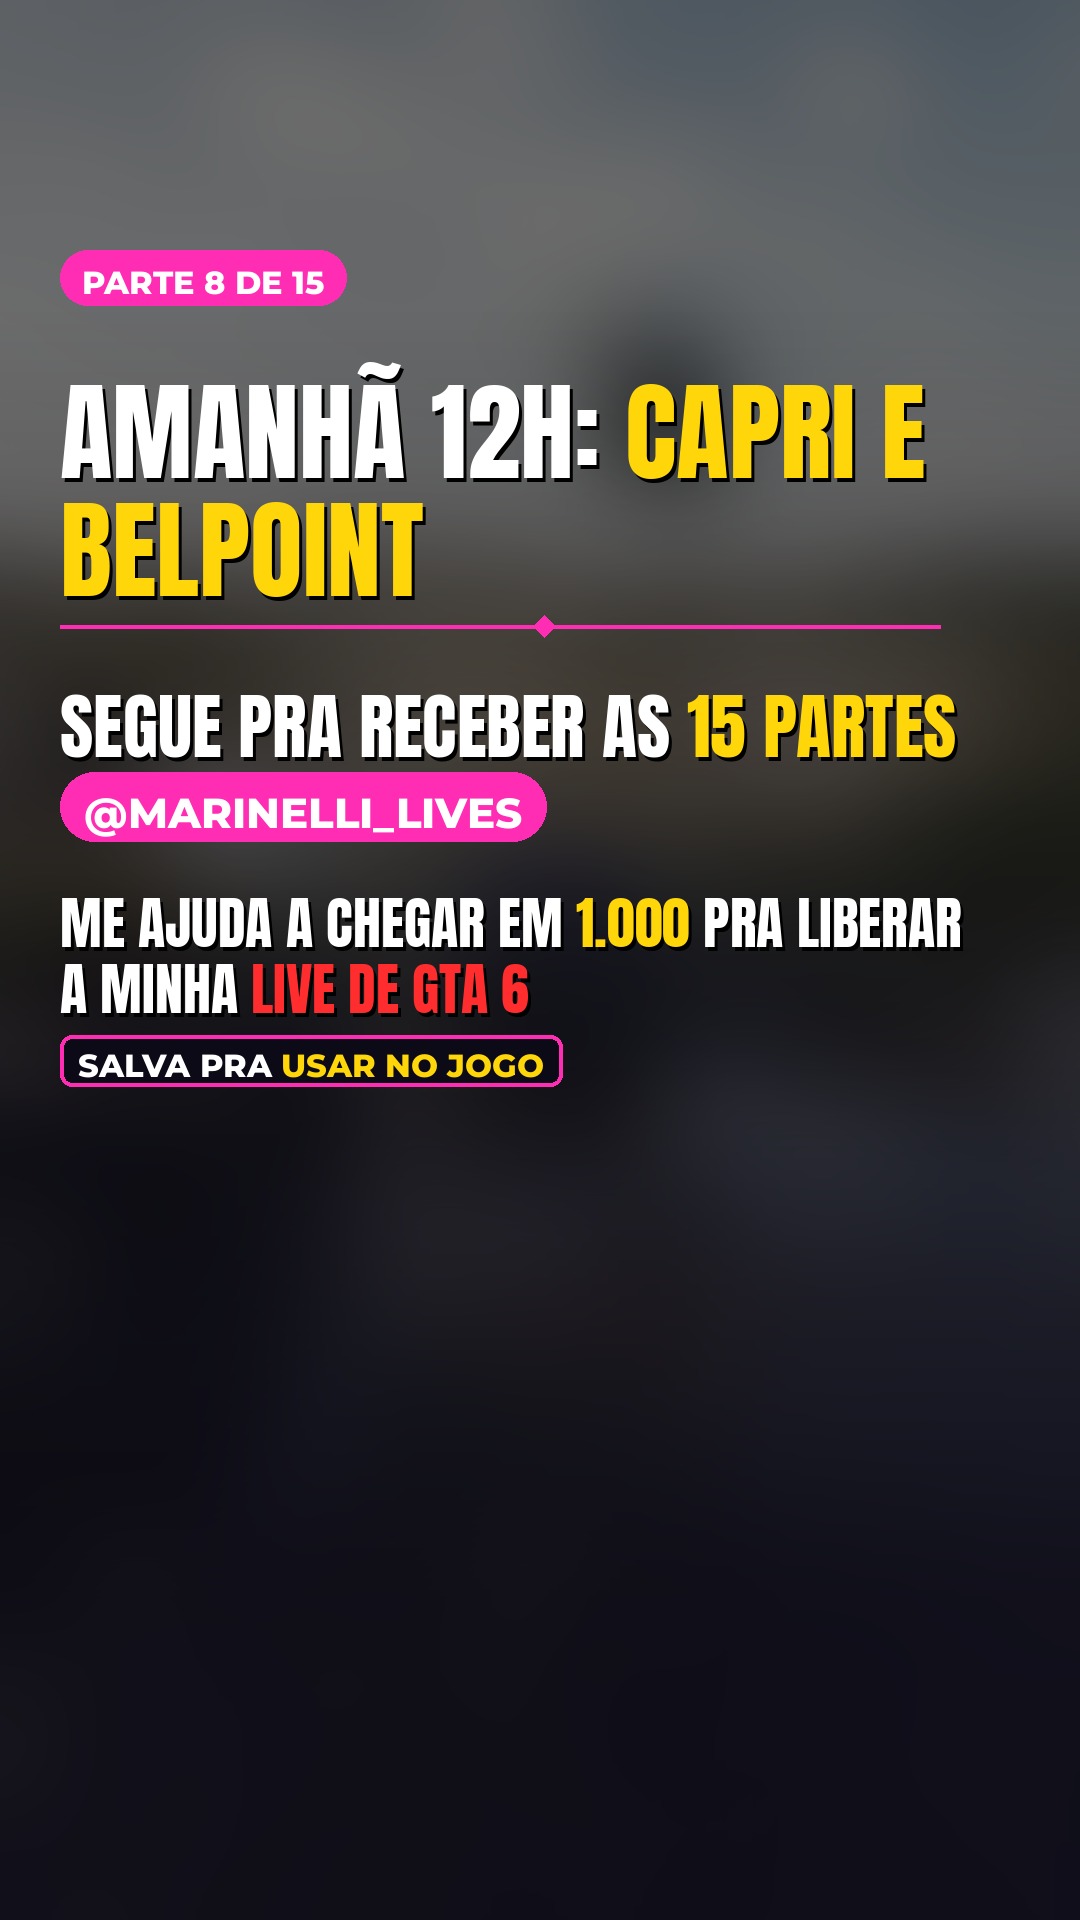 PARTE 8 DE 15
AMANHÃ 12H: CAPRI E
BELPOINT
SEGUE PRA RECEBER AS 15 PARTES
@MARINELLI_LIVES
ME AJUDA A CHEGAR EM 1.000 PRA LIBERAR
A MINHA LIVE DE GTA 6
SALVA PRA USAR NO JOGO